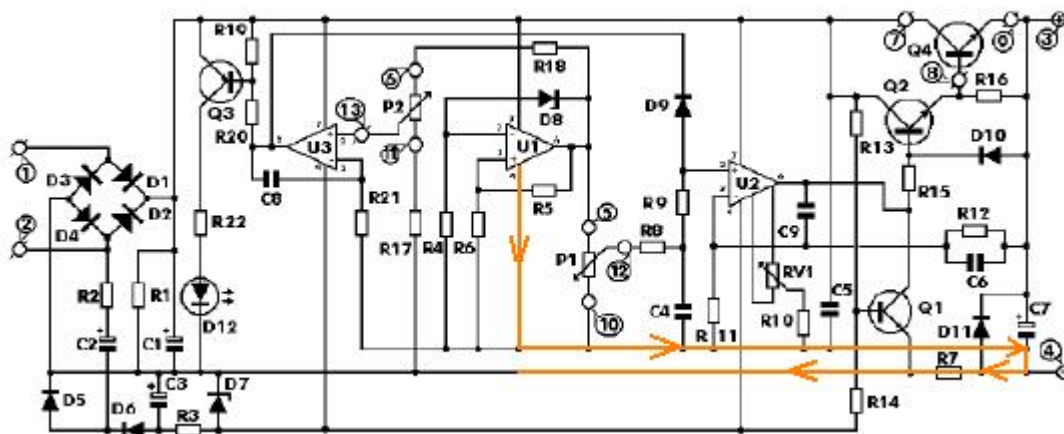 R19
7
0
3
Q4
6
R18
8
Q3
P2
D8
D9
Q2
R16
13
R20
U3
U1
R13
D10
1
D3
D1
11
U2
R15
C8
D2
R21
R5
R9
2
D4
R22
R17
R4
R6
5
R8
C9
R12
P1
12
RV1
C6
R2
R1
D12
10
C4
R11
R10
C5
Q1
D11
C7
C2
C1
4
C3
D7
R7
D5
D6
R3
R14